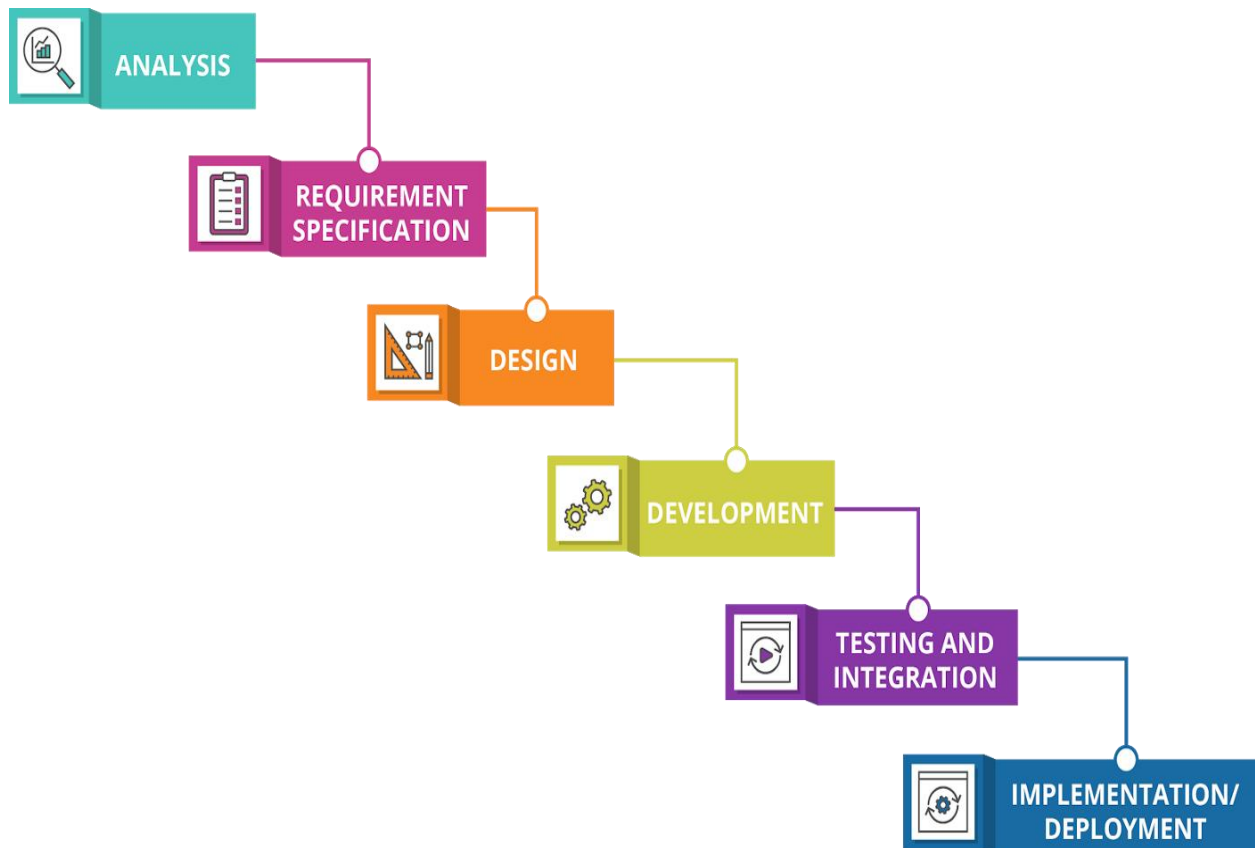 ANALYSIS
REQUIREMENT
SPECIFICATION
DESIGN
DEVELOPMENT
TESTING AND
INTEGRATION
IMPLEMENTATION/
DEPLOYMENT